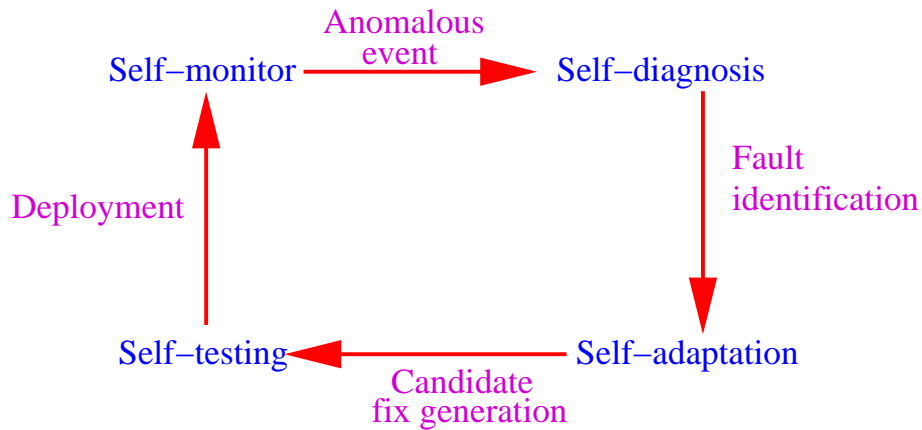 Anomalous
event
Self−monitor
Self−diagnosis
Fault
identification
Deployment
Self−testing
Self−adaptation
Candidate
fix generation